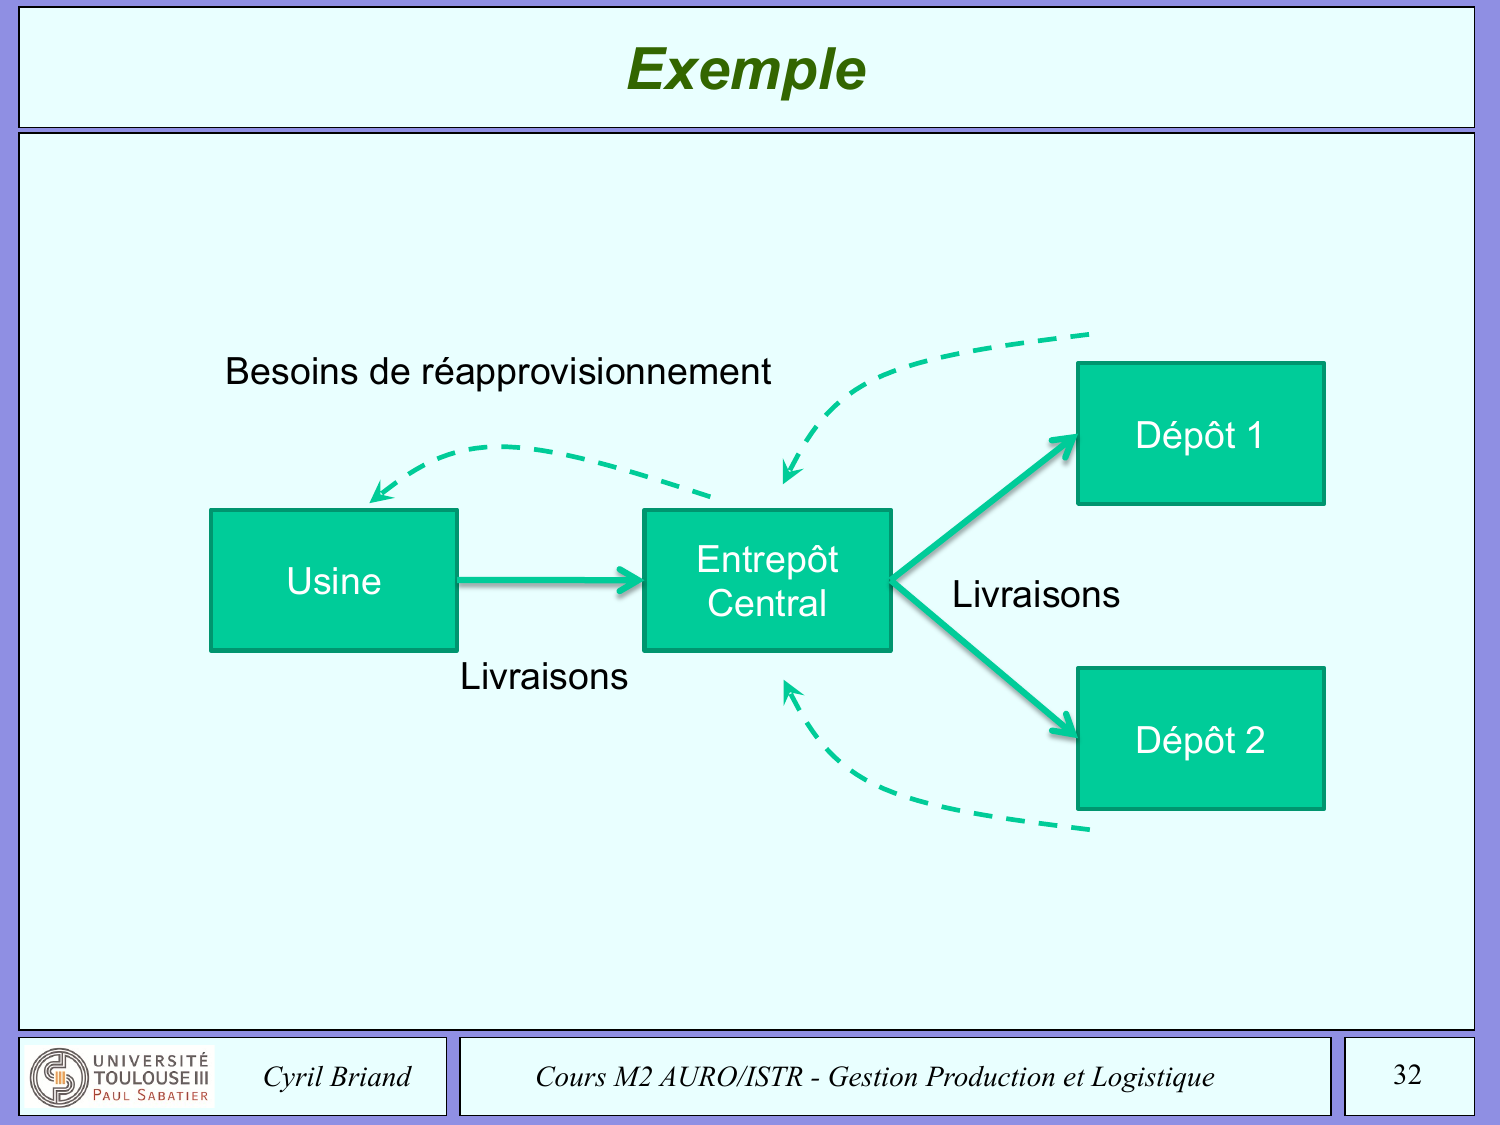 Exemple
Besoins de réapprovisionnement
Dépôt 1
Usine
Entrepôt
Central
Livraisons
Livraisons
Dépôt 2
UNIVERSITÉ
TOULOUSE III
PAUL SABATIER
Cyril Briand
Cours M2 AURO/ISTR - Gestion Production et Logistique
32